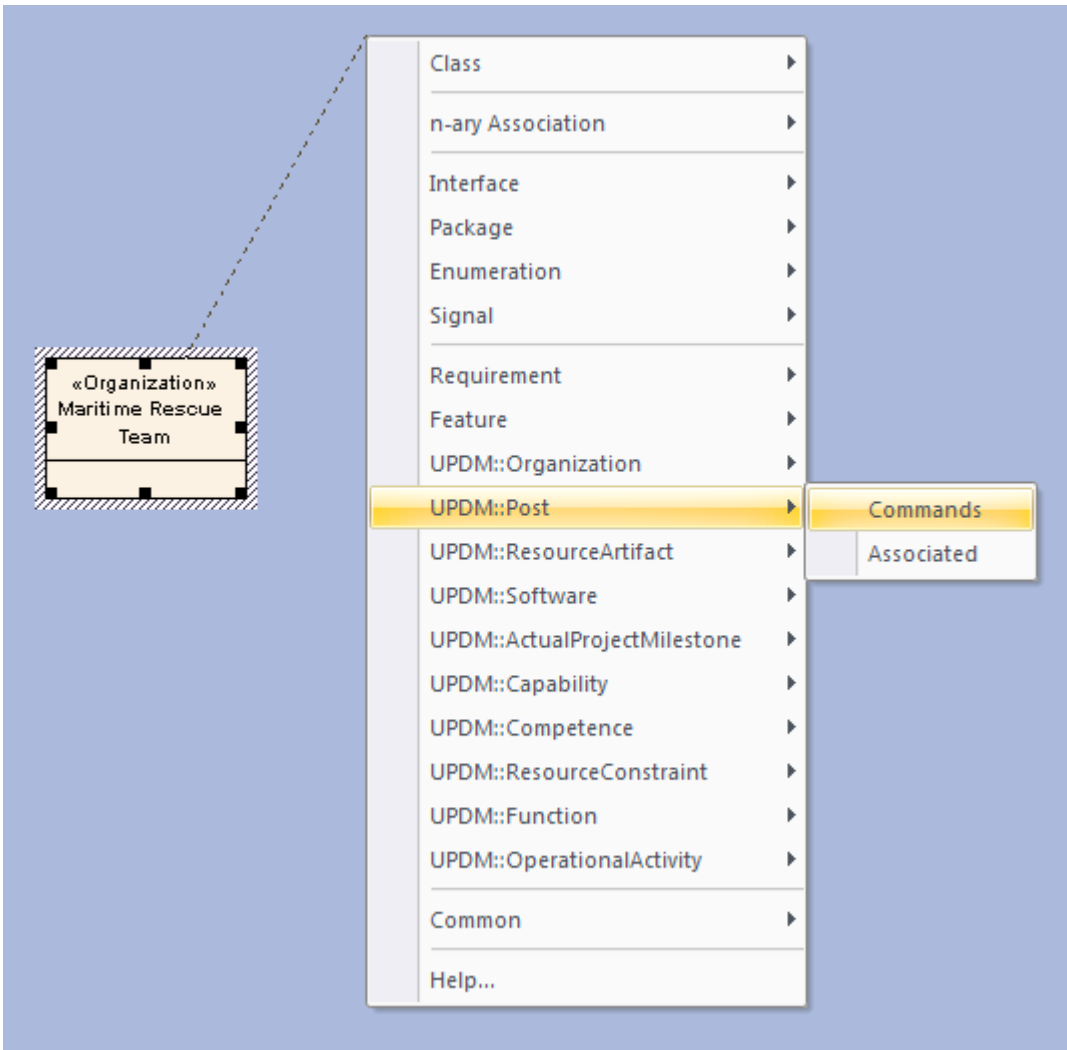 Class
n-ary Association
Interface
Package
Enumeration
Signal
«Organization»
Maritime Rescue
Team
Requirement
Feature
UPDM::Organization
UPDM::Post
Commands
Associated
UPDM::ResourceArtifact
UPDM::Software
UPDM::ActualProjectMilestone
UPDM::Capability
UPDM::Competence
UPDM::ResourceConstraint
UPDM::Function
UPDM::OperationalActivity
Common
Help...